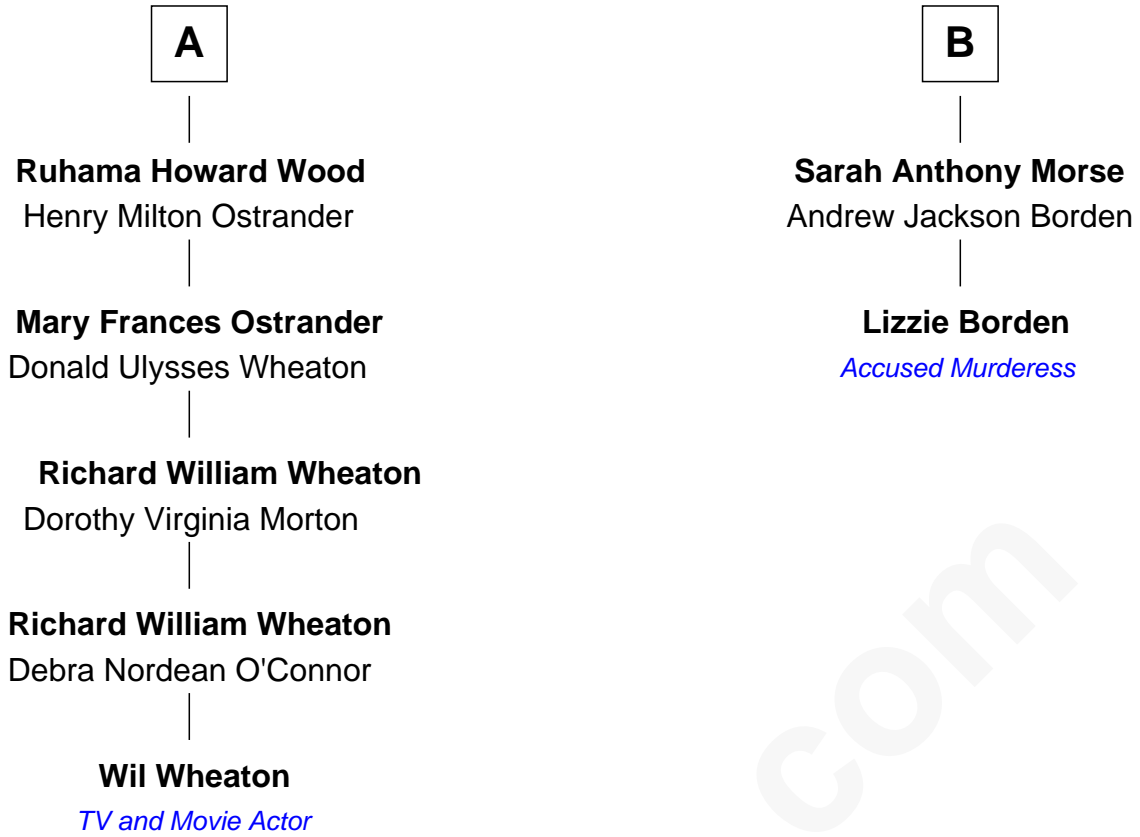 A
Ruhama Howard Wood
Henry Milton Ostrander
Mary Frances Ostrander
Donald Ulysses Wheaton
Richard William Wheaton
Dorothy Virginia Morton
Richard William Wheaton
Debra Nordean O'Connor
Wil Wheaton
TV and Movie Actor
B
Sarah Anthony Morse
Andrew Jackson Borden
Lizzie Borden
Accused Murderess
com